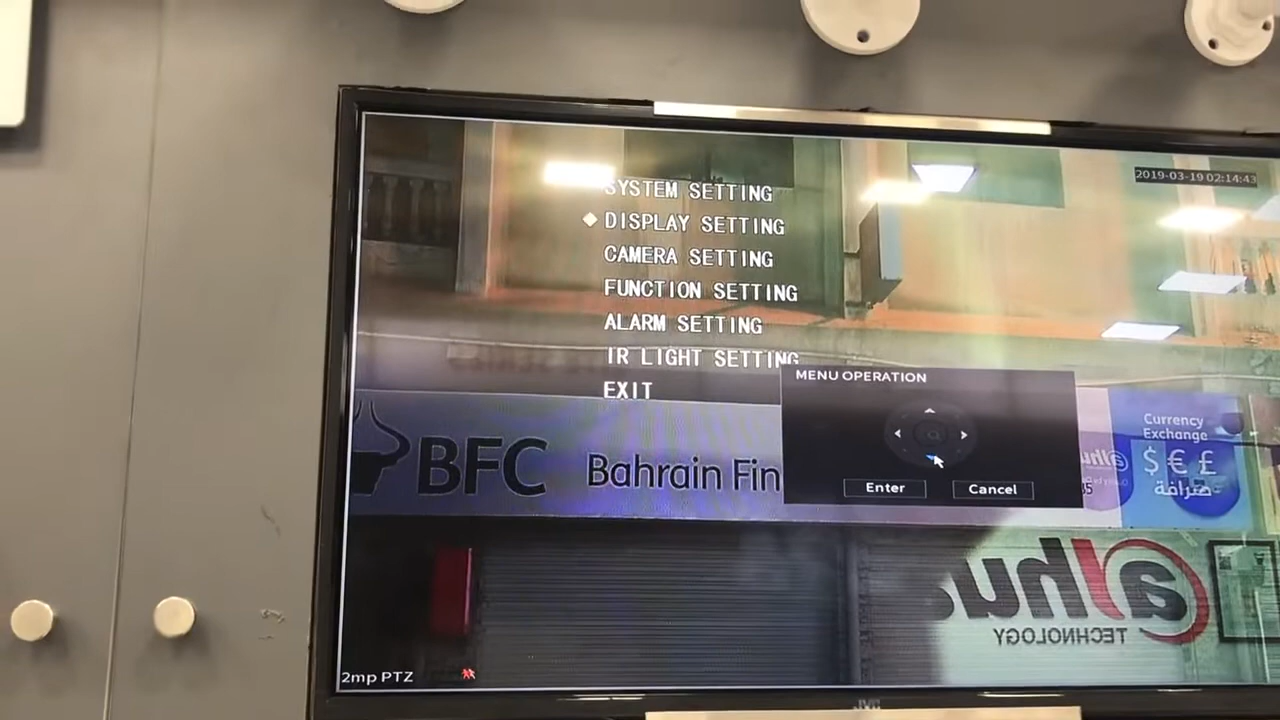 2019-03-19 02:14:43
SYSTEM SETTING
DISPLAY SETTING
CAMERA SETTING
FUNCTION SETTING
ALARM SETTING
IR LIGHT SETTING
EXIT
MENU OPERATION
Enter Cancel
BFC Bahrain Fin
Currency
Exchange
$ € £
صرافة
alhua
TECHNOLOGY
2mp PTZ
JVC